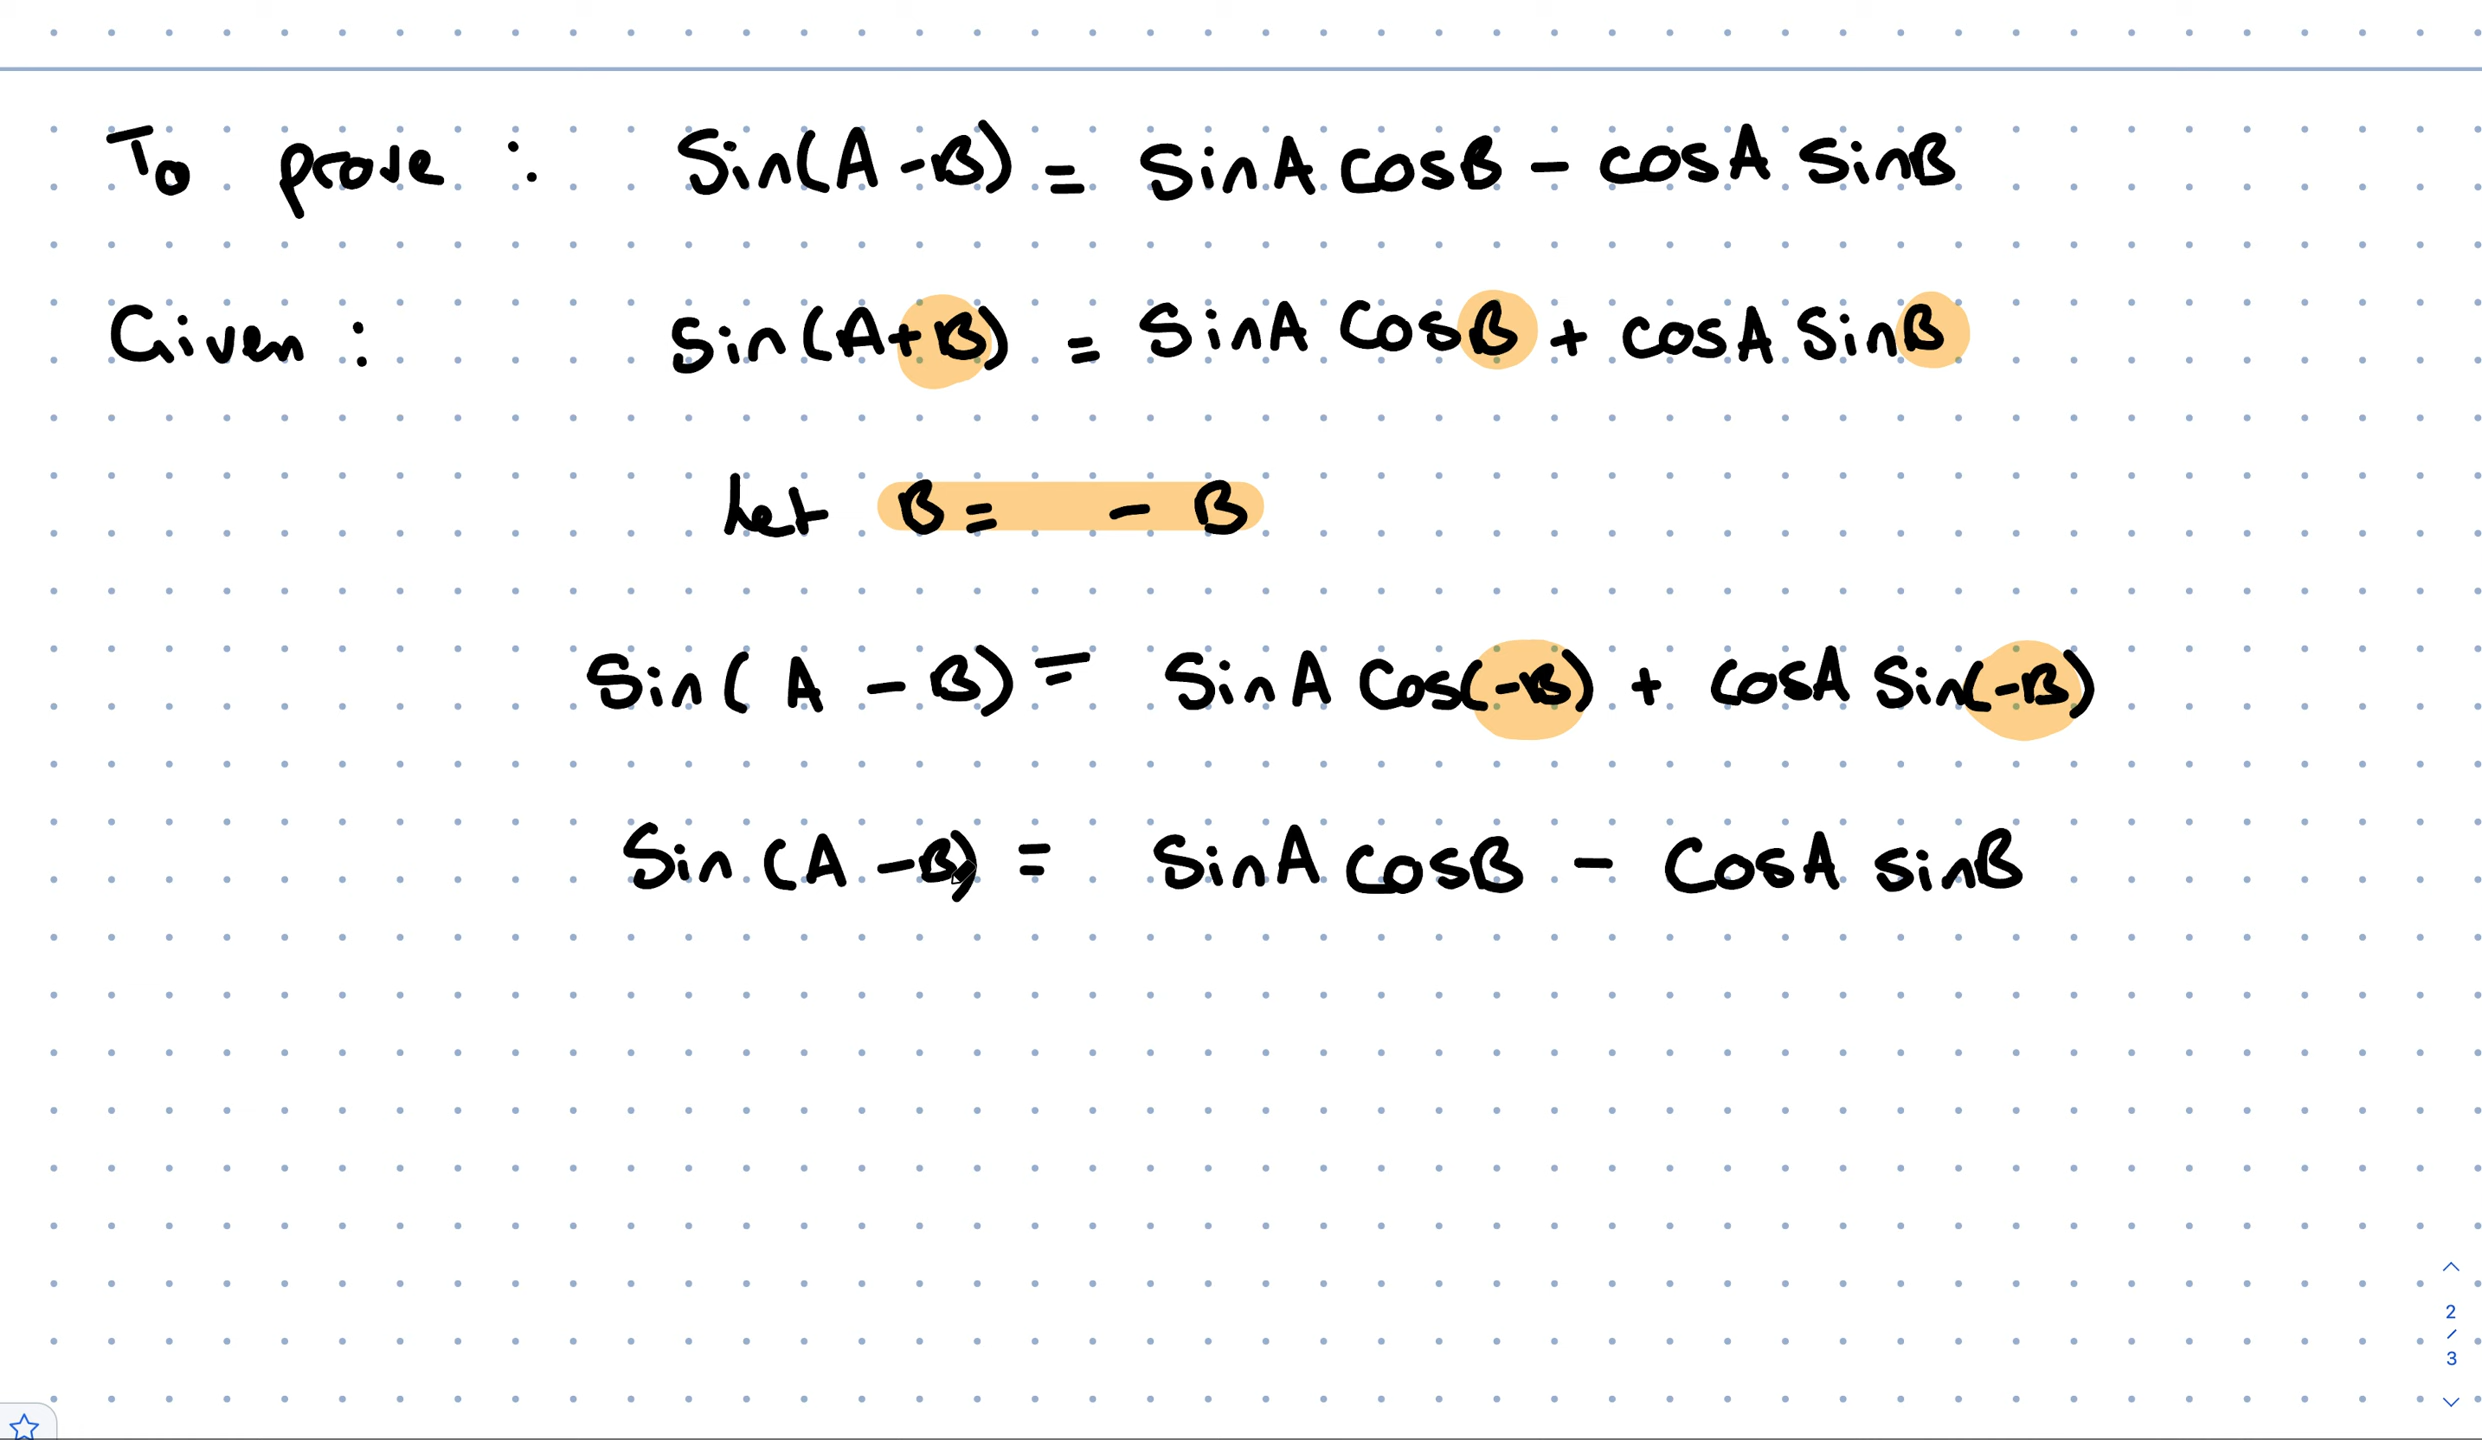 To prove : Sin(A - B) = SinA CosB - cosA SinB
Given : Sin(A+B) = SinA CosB + cosA SinB
Let B = - B
Sin( A - B) = SinA Cos(-B) + cosA Sin(-B)
Sin (A - B) = SinA CosB - CosA sinB
2
/
3